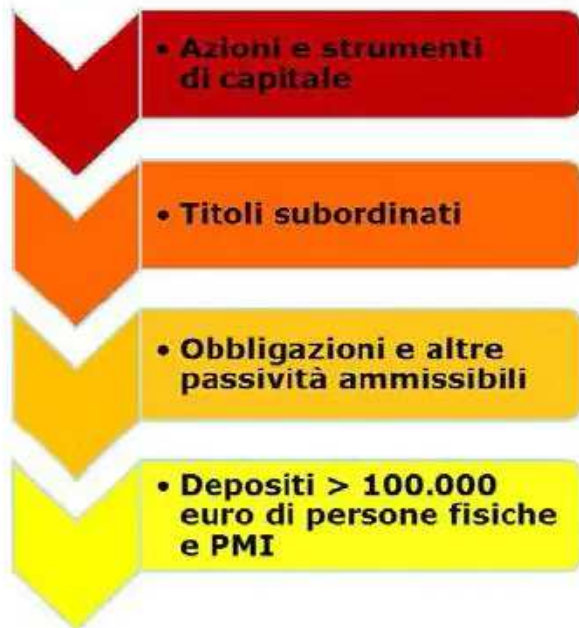 • Azioni e strumenti
di capitale
• Titoli subordinati
• Obbligazioni e altre
passività ammissibili
• Depositi > 100.000
euro di persone fisiche
e PMI